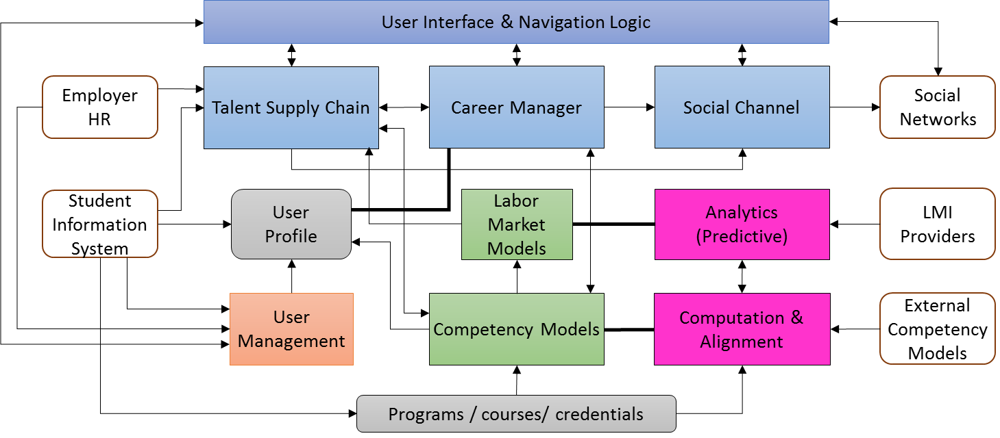 User Interface & Navigation Logic
Employer
HR
Talent Supply Chain
Career Manager
Social Channel
Social
Networks
Student
Information
System
User
Profile
Labor
Market
Models
Analytics
(Predictive)
LMI
Providers
User
Management
Competency Models
Computation &
Alignment
External
Competency
Models
Programs / courses/ credentials